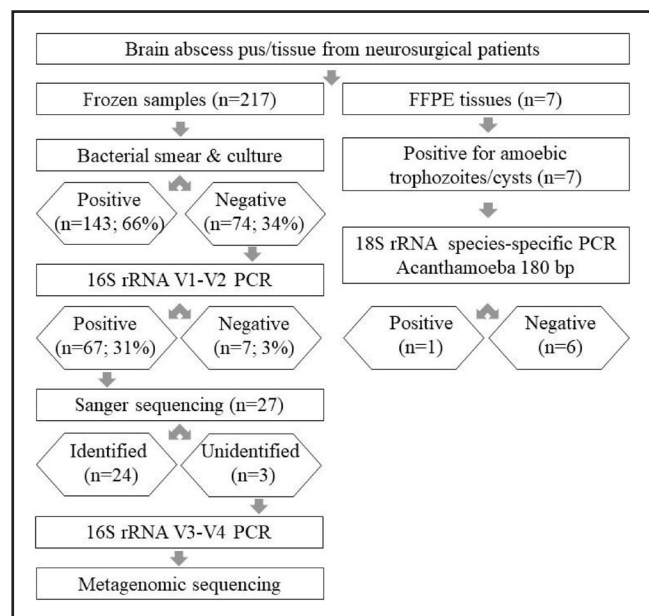 Brain abscess pus/tissue from neurosurgical patients
Frozen samples (n=217)
Bacterial smear & culture
Positive
(n=143; 66%)
Negative
(n=74; 34%)
16S rRNA V1-V2 PCR
Positive
(n=67; 31%)
Negative
(n=7; 3%)
Sanger sequencing (n=27)
Identified
(n=24)
Unidentified
(n=3)
16S rRNA V3-V4 PCR
Metagenomic sequencing
FFPE tissues (n=7)
Positive for amoebic
trophozoites/cysts (n=7)
18S rRNA species-specific PCR
Acanthamoeba 180 bp
Positive
(n=1)
Negative
(n=6)